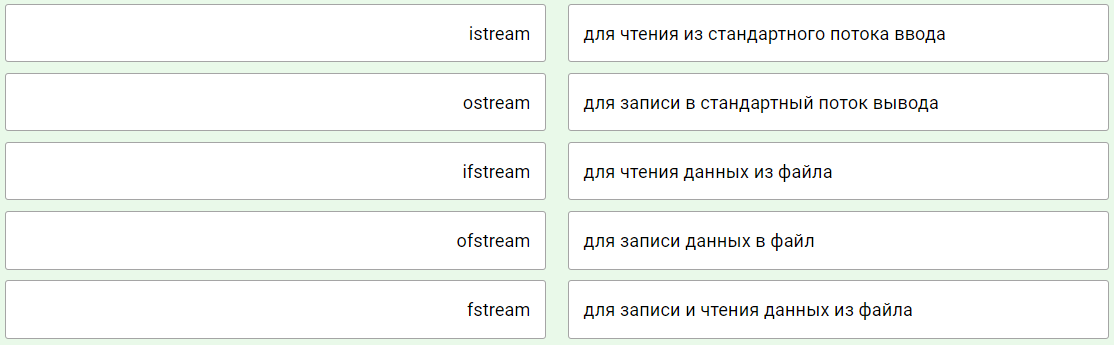 istream для чтения из стандартного потока ввода
ostream для записи в стандартный поток вывода
ifstream для чтения данных из файла
ofstream для записи данных в файл
fstream для записи и чтения данных из файла